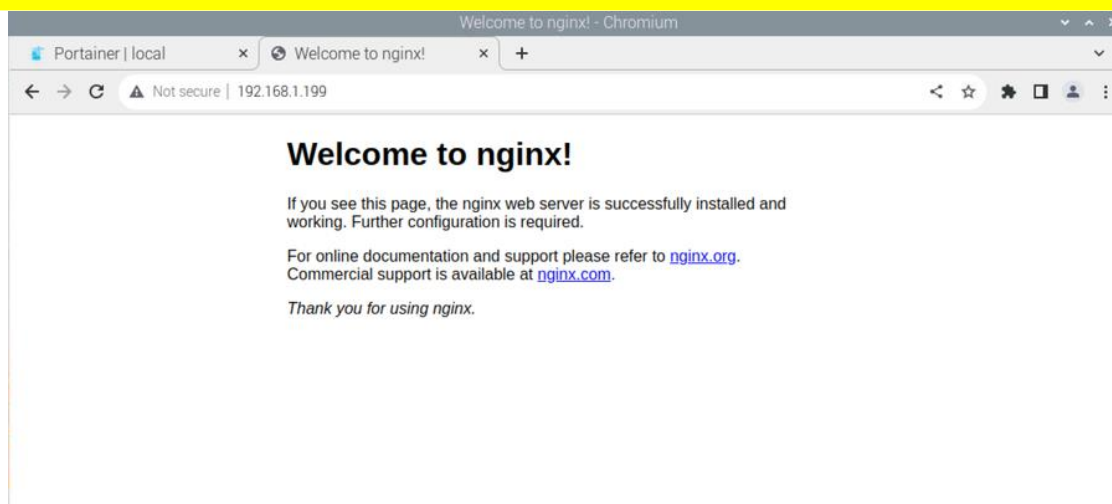 Welcome to nginx! - Chromium
Portainer | local
Welcome to nginx!
Not secure | 192.168.1.199
Welcome to nginx!
If you see this page, the nginx web server is successfully installed and
working. Further configuration is required.
For online documentation and support please refer to nginx.org.
Commercial support is available at nginx.com.
Thank you for using nginx.